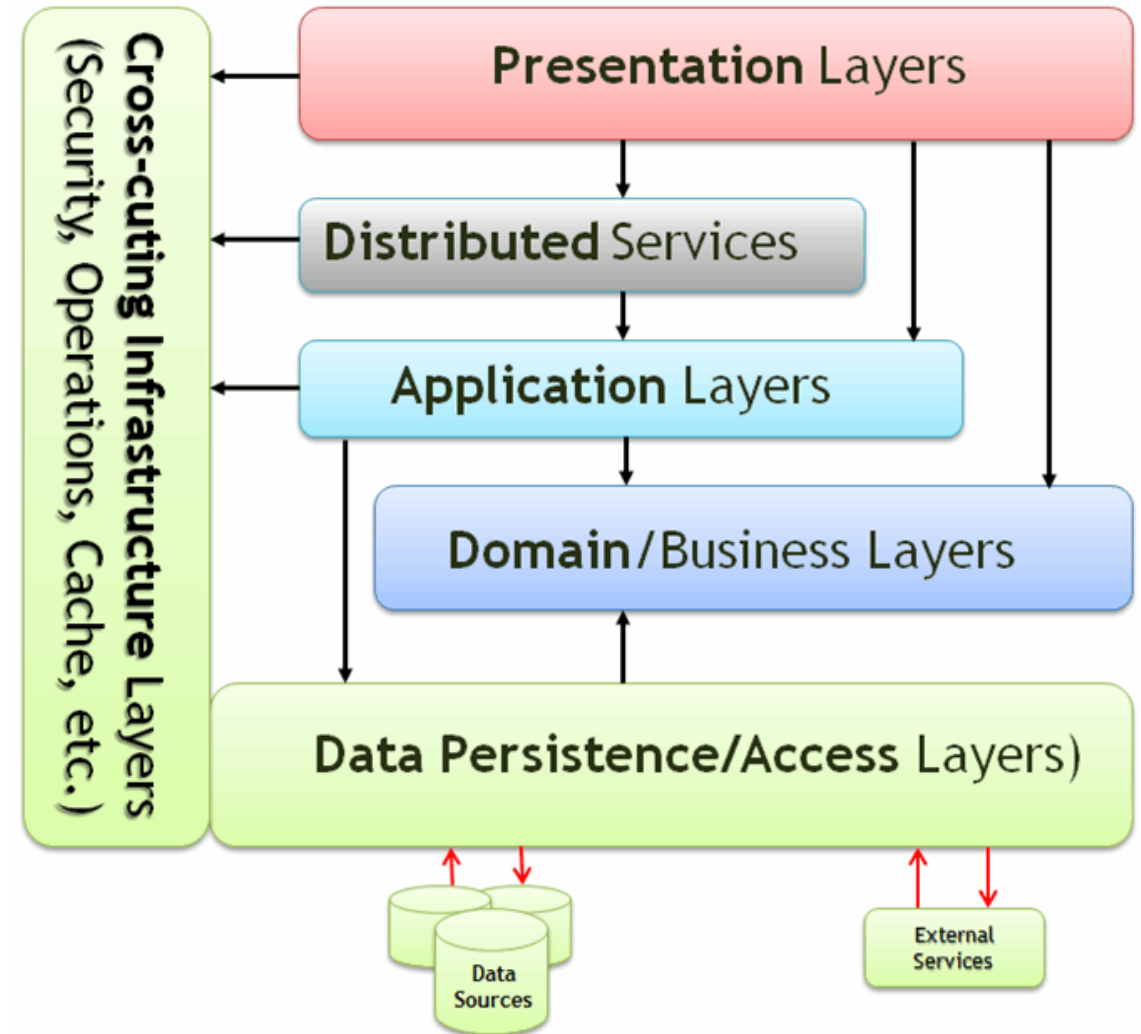 Cross-cuting Infrastructure Layers
(Security, Operations, Cache, etc.)
Presentation Layers
Distributed Services
Application Layers
Domain/Business Layers
Data Persistence/Access Layers)
Data
Sources
External
Services